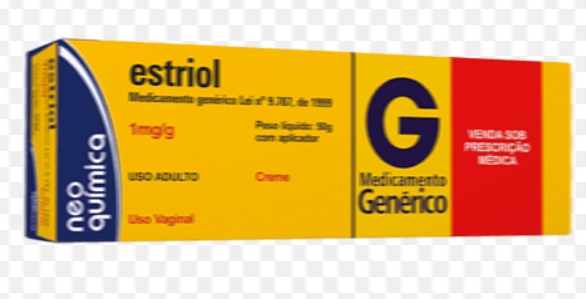 estriol
Medicamento genérico Lei nº 9.787, de 1999
1mg/g
Peso líquido: 50g
com aplicador
USO ADULTO
Creme
Uso Vaginal
neo
química
estriol
G
Medicamento
Genérico
VENDA SOB
PRESCRIÇÃO
MÉDICA